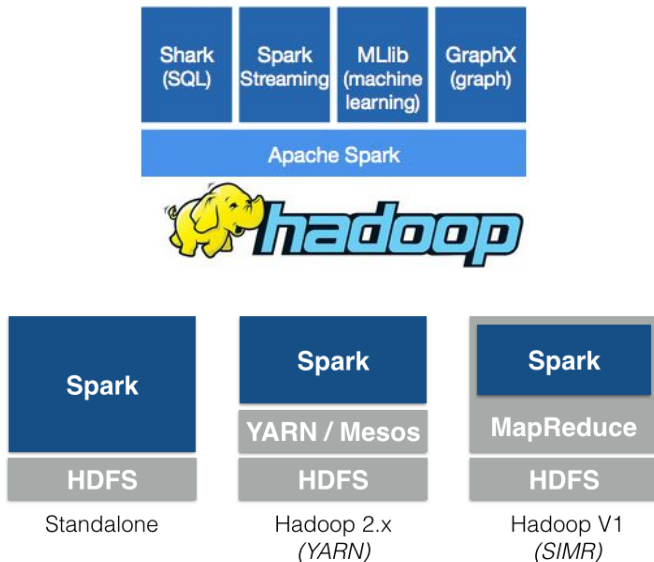 Shark
(SQL)
Spark
Streaming
MLlib
(machine
learning)
GraphX
(graph)
Apache Spark
hadoop
Spark
HDFS
Standalone
Spark
YARN / Mesos
HDFS
Hadoop 2.x
(YARN)
Spark
MapReduce
HDFS
Hadoop V1
(SIMR)